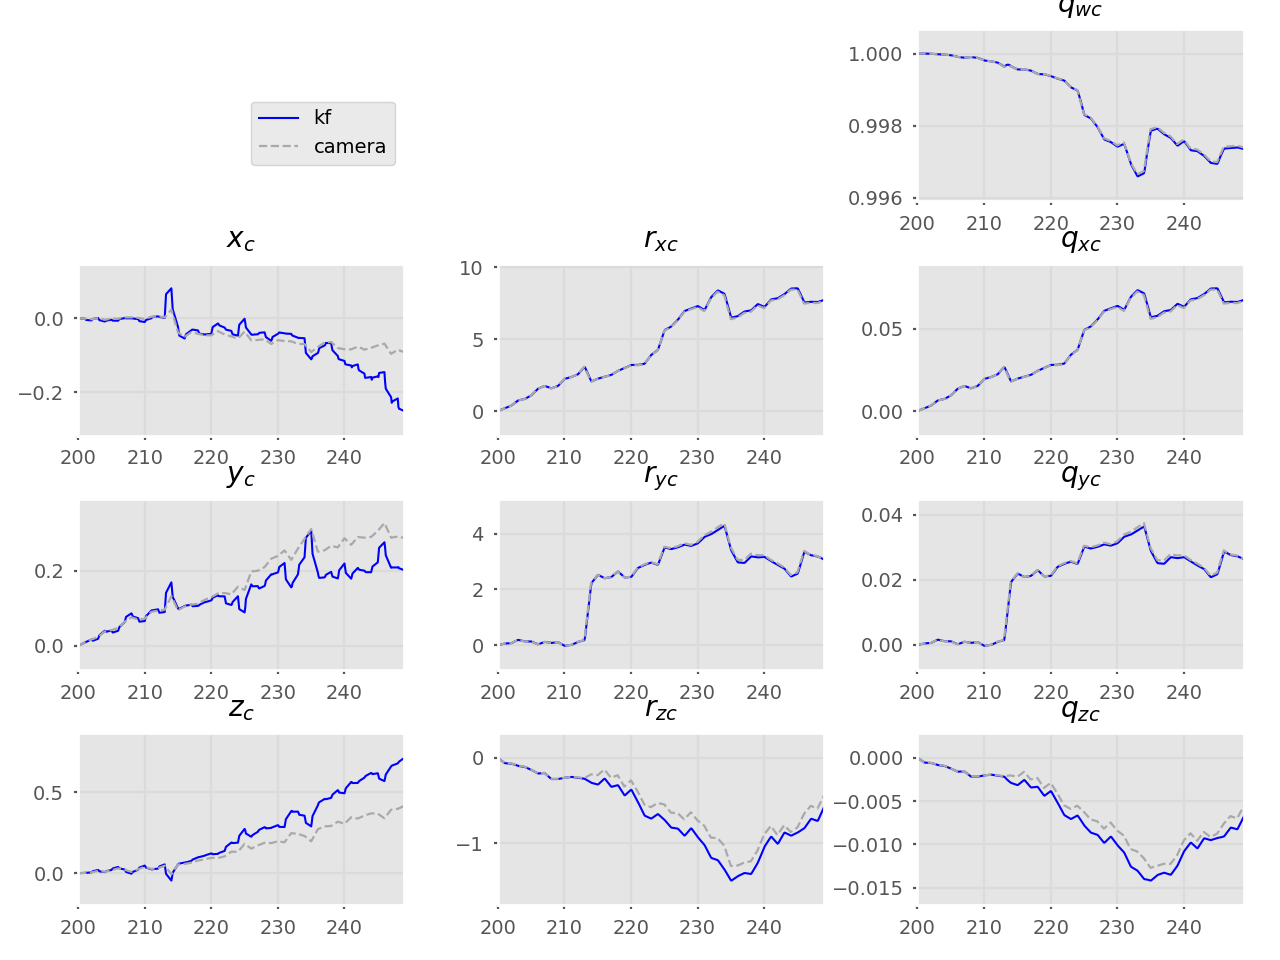 q_wc
kf
camera
1.000
0.998
0.996
200 210 220 230 240
x_c
0.0
−0.2
200 210 220 230 240
r_xc
10
5
0
200 210 220 230 240
q_xc
0.05
0.00
200 210 220 230 240
y_c
0.2
0.0
200 210 220 230 240
r_yc
4
2
0
200 210 220 230 240
q_yc
0.04
0.02
0.00
200 210 220 230 240
z_c
0.5
0.0
200 210 220 230 240
r_zc
0
−1
200 210 220 230 240
q_zc
0.000
−0.005
−0.010
−0.015
200 210 220 230 240